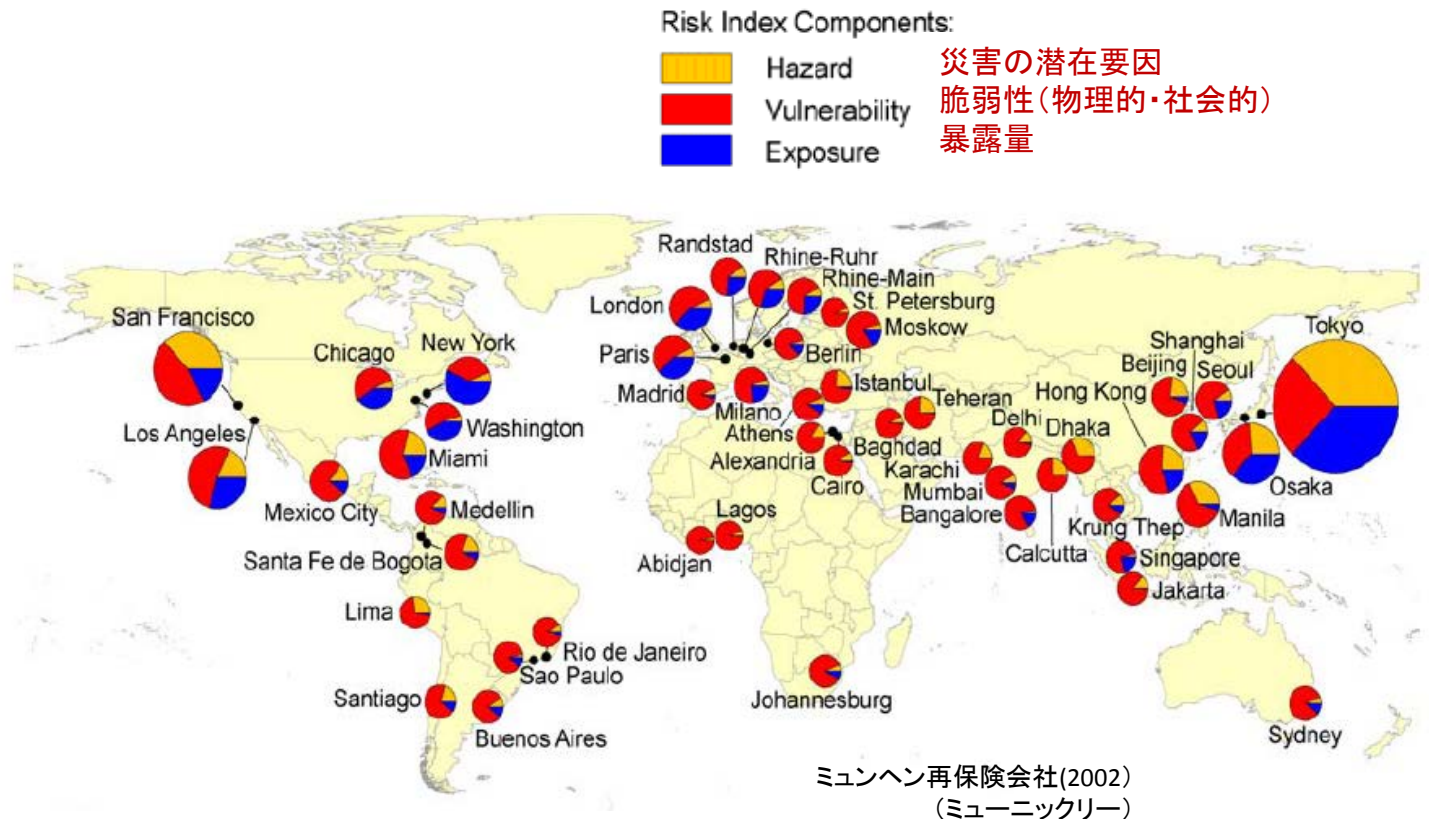 Risk Index Components:
Hazard 災害の潜在要因
Vulnerability 脆弱性(物理的・社会的)
Exposure 暴露量
Randstad
Rhine-Ruhr
Rhine-Main
St. Petersburg
London
Moskow
San Francisco
Tokyo
Shanghai
Chicago
New York
Paris
Berlin
Beijing
Seoul
Madrid
Istanbul
Hong Kong
Teheran
Milano
Delhi
Dhaka
Los Angeles
Washington
Athens
Miami
Baghdad
Alexandria
Karachi
Cairo
Mumbai
Osaka
Mexico City
Medellin
Lagos
Bangalore
Krung Thep
Manila
Santa Fe de Bogota
Abidjan
Calcutta
Singapore
Jakarta
Lima
Rio de Janeiro
Sao Paulo
Santiago
Johannesburg
Buenos Aires
Sydney
ミュンヘン再保険会社(2002)
(ミューニックリー)